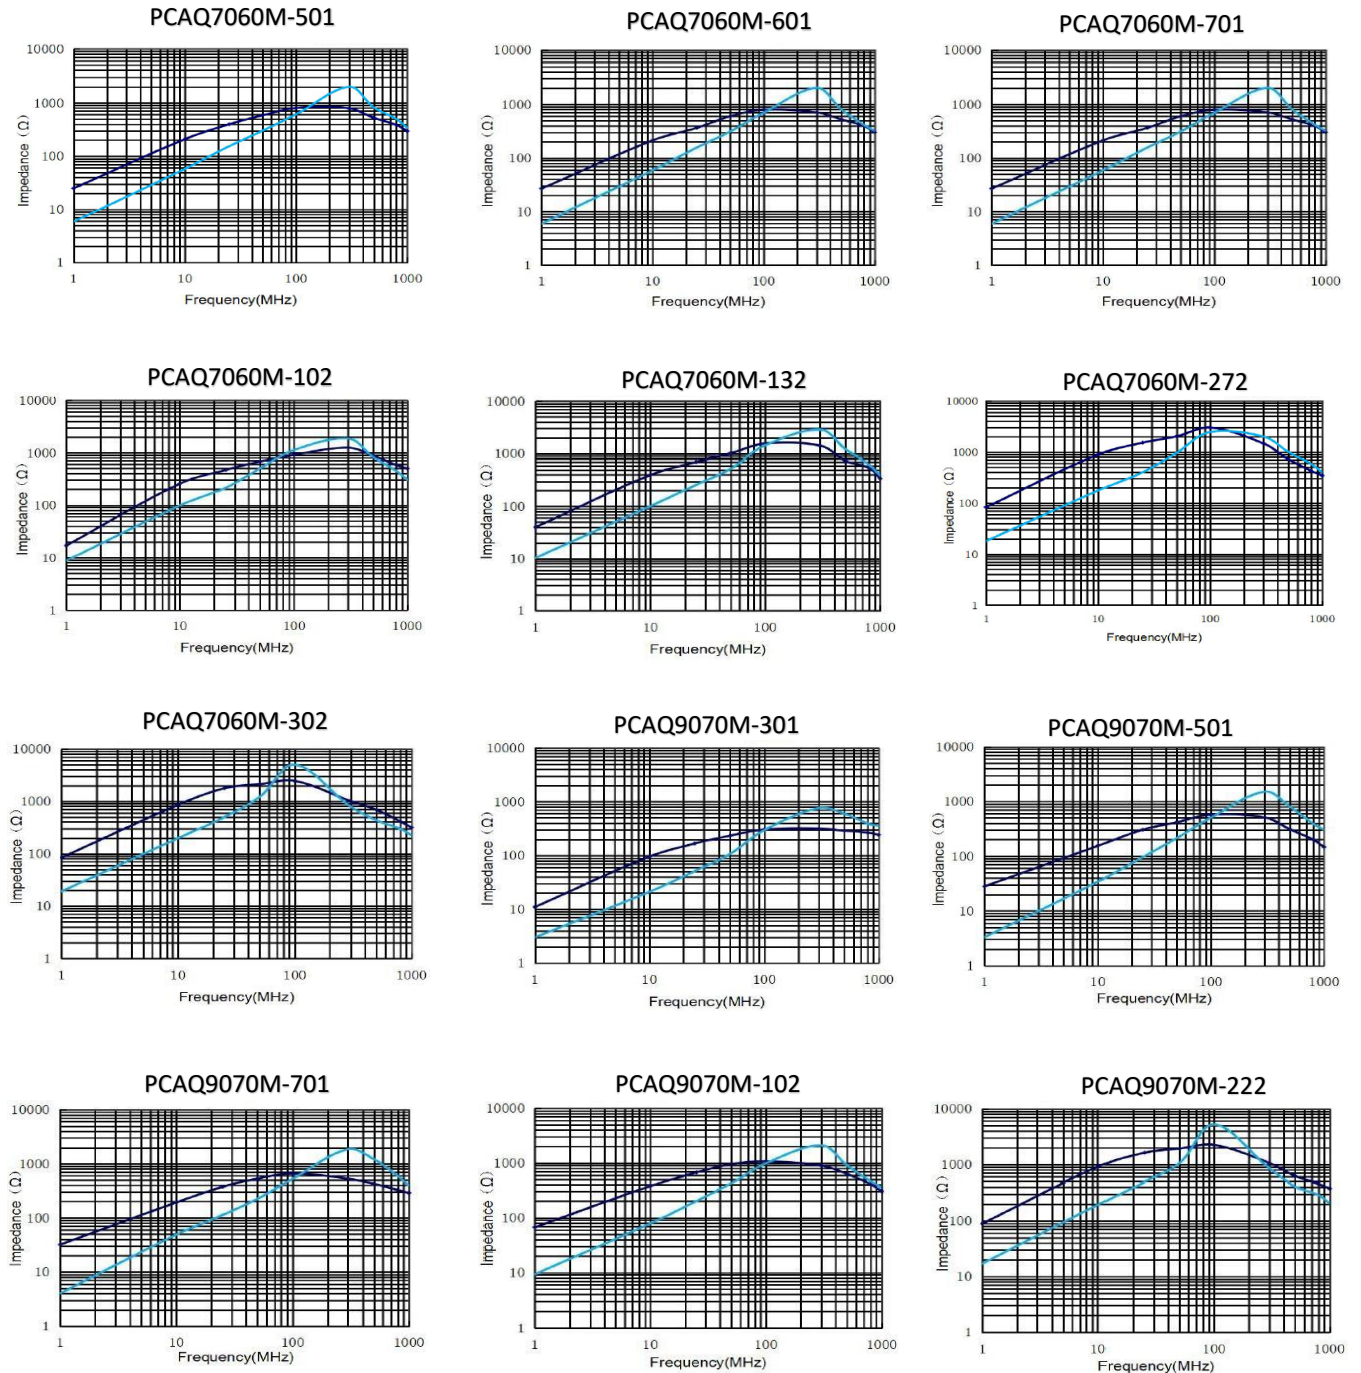 PCAQ7060M-501
PCAQ7060M-601
PCAQ7060M-701
10000
1000
100
10
1
Impedance (Ω)
1 10 100 1000
Frequency(MHz)
10000
1000
100
10
1
Impedance (Ω)
1 10 100 1000
Frequency(MHz)
10000
1000
100
10
1
Impedance (Ω)
1 10 100 1000
Frequency(MHz)
PCAQ7060M-102
PCAQ7060M-132
PCAQ7060M-272
10000
1000
100
10
1
Impedance (Ω)
1 10 100 1000
Frequency(MHz)
10000
1000
100
10
1
Impedance (Ω)
1 10 100 1000
Frequency(MHz)
10000
1000
100
10
1
Impedance (Ω)
1 10 100 1000
Frequency(MHz)
PCAQ7060M-302
PCAQ9070M-301
PCAQ9070M-501
10000
1000
100
10
1
Impedance (Ω)
1 10 100 1000
Frequency(MHz)
10000
1000
100
10
1
Impedance (Ω)
1 10 100 1000
Frequency(MHz)
10000
1000
100
10
1
Impedance (Ω)
1 10 100 1000
Frequency(MHz)
PCAQ9070M-701
PCAQ9070M-102
PCAQ9070M-222
10000
1000
100
10
1
Impedance (Ω)
1 10 100 1000
Frequency(MHz)
10000
1000
100
10
1
Impedance (Ω)
1 10 100 1000
Frequency(MHz)
10000
1000
100
10
1
Impedance (Ω)
1 10 100 1000
Frequency(MHz)